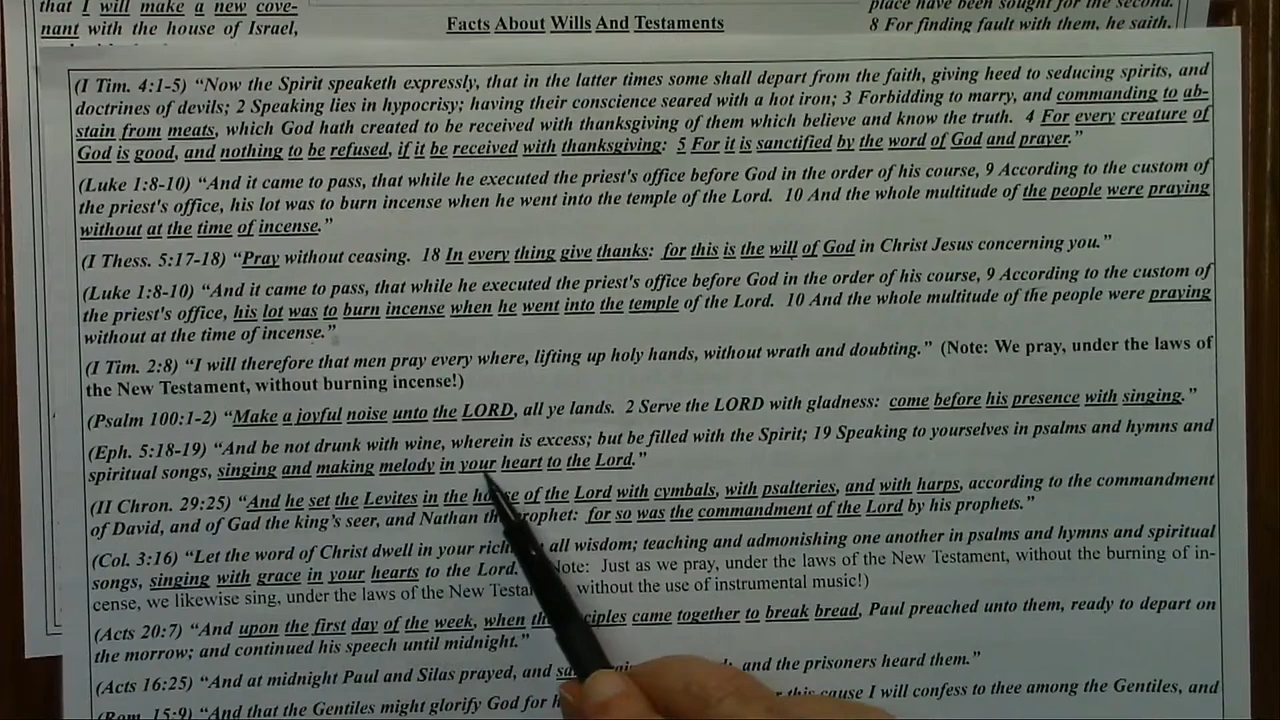 that I will make a new cove-
nant with the house of Israel,
Facts About Wills And Testaments
place have been sought for the second.
8 For finding fault with them, he saith,
(I Tim. 4:1-5) “Now the Spirit speaketh expressly, that in the latter times some shall depart from the faith, giving heed to seducing spirits, and
doctrines of devils; 2 Speaking lies in hypocrisy; having their conscience seared with a hot iron; 3 Forbidding to marry, and commanding to ab-
stain from meats, which God hath created to be received with thanksgiving of them which believe and know the truth. 4 For every creature of
God is good, and nothing to be refused, if it be received with thanksgiving: 5 For it is sanctified by the word of God and prayer.”
(Luke 1:8-10) “And it came to pass, that while he executed the priest's office before God in the order of his course, 9 According to the custom of
the priest's office, his lot was to burn incense when he went into the temple of the Lord. 10 And the whole multitude of the people were praying
without at the time of incense.”
(I Thess. 5:17-18) “Pray without ceasing. 18 In every thing give thanks: for this is the will of God in Christ Jesus concerning you.”
(Luke 1:8-10) “And it came to pass, that while he executed the priest's office before God in the order of his course, 9 According to the custom of
the priest's office, his lot was to burn incense when he went into the temple of the Lord. 10 And the whole multitude of the people were praying
without at the time of incense.”
(I Tim. 2:8) “I will therefore that men pray every where, lifting up holy hands, without wrath and doubting.” (Note: We pray, under the laws of
the New Testament, without burning incense!)
(Psalm 100:1-2) “Make a joyful noise unto the LORD, all ye lands. 2 Serve the LORD with gladness: come before his presence with singing.”
(Eph. 5:18-19) “And be not drunk with wine, wherein is excess; but be filled with the Spirit; 19 Speaking to yourselves in psalms and hymns and
spiritual songs, singing and making melody in your heart to the Lord.”
(II Chron. 29:25) “And he set the Levites in the house of the Lord with cymbals, with psalteries, and with harps, according to the commandment
of David, and of Gad the king's seer, and Nathan the prophet: for so was the commandment of the Lord by his prophets.”
(Col. 3:16) “Let the word of Christ dwell in your all wisdom; teaching and admonishing one another in psalms and hymns and spiritual
songs, singing with grace in your hearts to the Lord. Note: Just as we pray, under the laws of the New Testament, without the burning of in-
cense, we likewise sing, under the laws of the New without the use of instrumental music!)
(Acts 20:7) “And upon the first day of the week, when came together to break bread, Paul preached unto them, ready to depart on
the morrow; and continued his speech until midnight.”
(Acts 16:25) “And at midnight Paul and Silas prayed, and and the prisoners heard them.”
(Rom. 15:9) “And that the Gentiles might glorify God for this cause I will confess to thee among the Gentiles, and